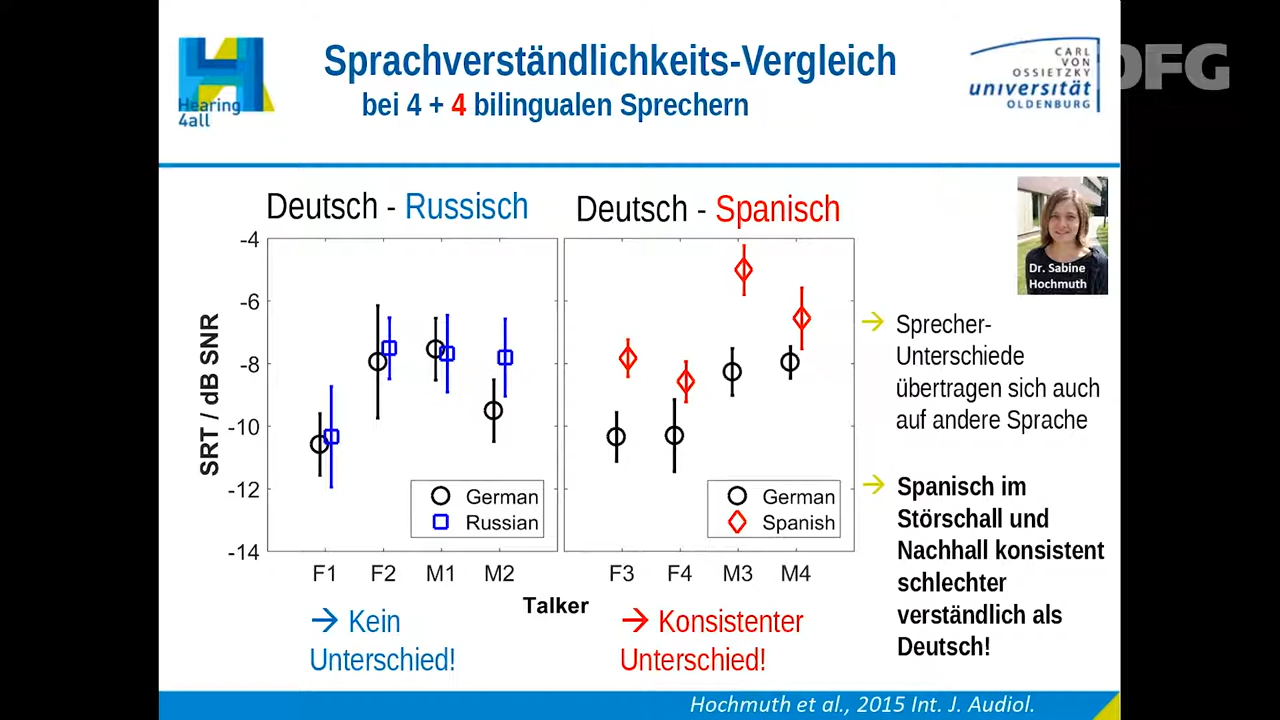 Sprachverständlichkeits-Vergleich
bei 4 + 4 bilingualen Sprechern
Hearing
4all
CARL
VON
OSSIETZKY
universität
OLDENBURG
DFG
Deutsch - Russisch
Deutsch - Spanisch
Dr. Sabine
Hochmuth
SRT / dB SNR
-4
-6
-8
-10
-12
-14
German
Russian
German
Spanish
F1 F2 M1 M2
F3 F4 M3 M4
Talker
→ Kein
Unterschied!
→ Konsistenter
Unterschied!
→ Sprecher-
Unterschiede
übertragen sich auch
auf andere Sprache
→ Spanisch im
Störschall und
Nachhall konsistent
schlechter
verständlich als
Deutsch!
Hochmuth et al., 2015 Int. J. Audiol.